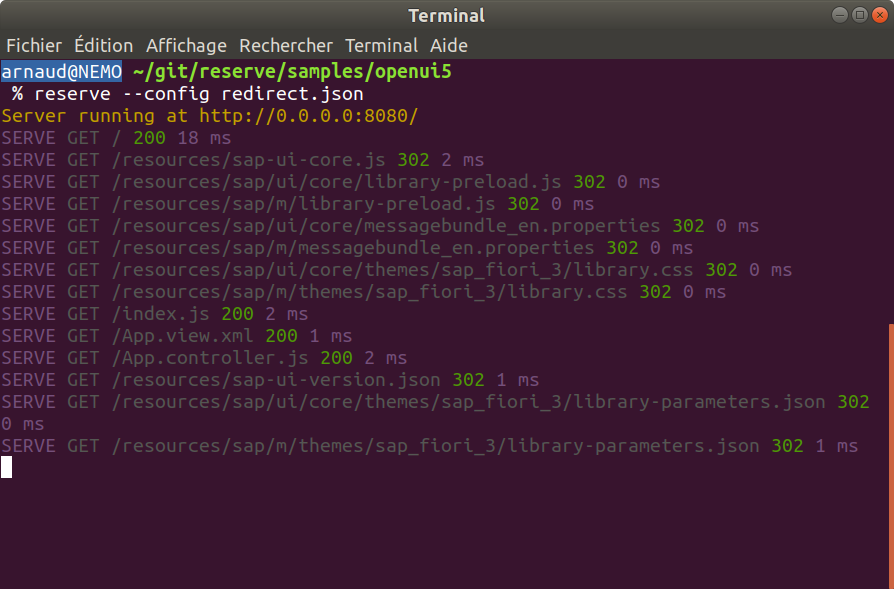 Terminal
Fichier Édition Affichage Rechercher Terminal Aide
arnaud@NEMO ~/git/reserve/samples/openui5
% reserve --config redirect.json
Server running at http://0.0.0.0:8080/
SERVE GET / 200 18 ms
SERVE GET /resources/sap-ui-core.js 302 2 ms
SERVE GET /resources/sap/ui/core/library-preload.js 302 0 ms
SERVE GET /resources/sap/m/library-preload.js 302 0 ms
SERVE GET /resources/sap/ui/core/messagebundle_en.properties 302 0 ms
SERVE GET /resources/sap/m/messagebundle_en.properties 302 0 ms
SERVE GET /resources/sap/ui/core/themes/sap_fiori_3/library.css 302 0 ms
SERVE GET /resources/sap/m/themes/sap_fiori_3/library.css 302 0 ms
SERVE GET /index.js 200 2 ms
SERVE GET /App.view.xml 200 1 ms
SERVE GET /App.controller.js 200 2 ms
SERVE GET /resources/sap-ui-version.json 302 1 ms
SERVE GET /resources/sap/ui/core/themes/sap_fiori_3/library-parameters.json 302
0 ms
SERVE GET /resources/sap/m/themes/sap_fiori_3/library-parameters.json 302 1 ms